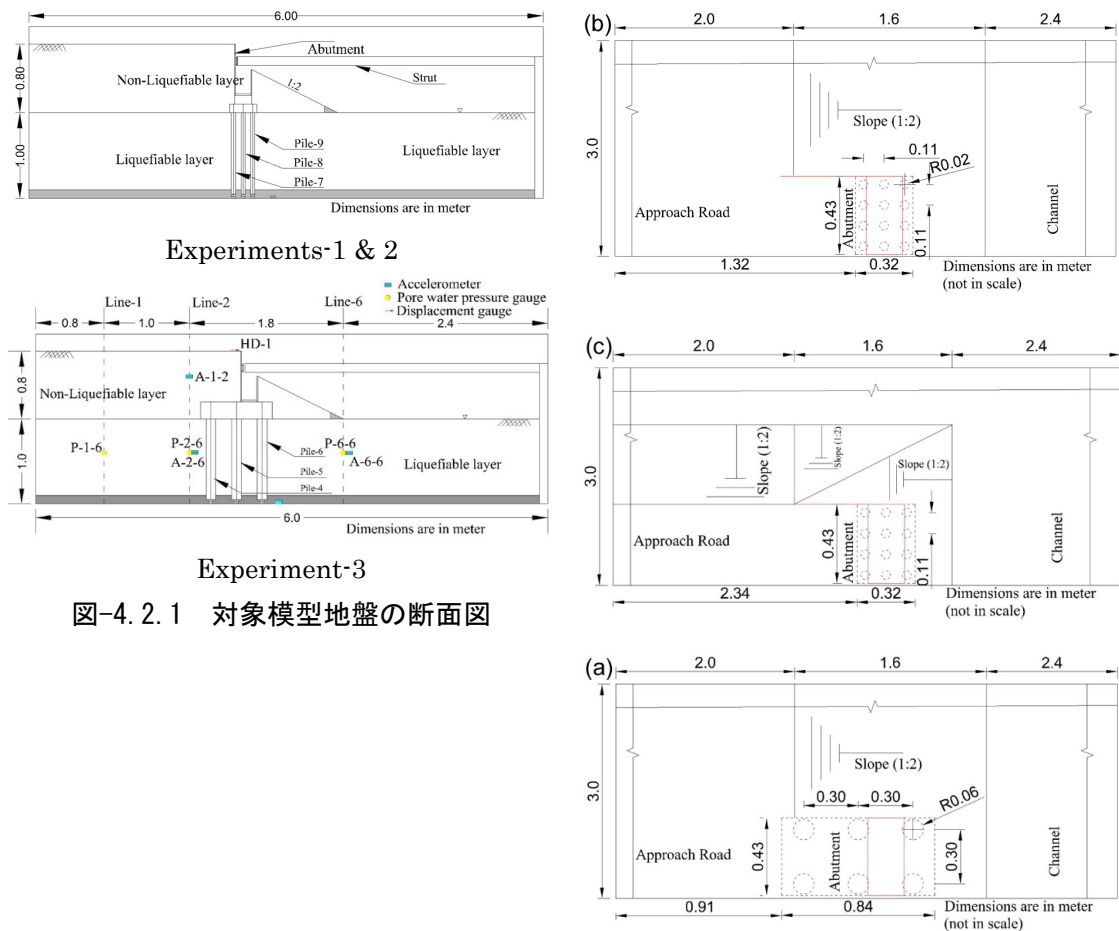 6.00
Abutment
Non-Liquefiable layer
Strut
0.80
1:2
Pile-9
Pile-8
Pile-7
Liquefiable layer
Liquefiable layer
1.00
Dimensions are in meter
Experiments-1 & 2
Accelerometer
Pore water pressure gauge
Displacement gauge
Line-1
Line-2
Line-6
0.8
1.0
1.8
2.4
HD-1
A-1-2
Non-Liquefiable layer
0.8
P-1-6
P-2-6
A-2-6
P-6-6
A-6-6
Pile-6
Pile-5
Pile-4
Liquefiable layer
1.0
6.0
Dimensions are in meter
Experiment-3
図-4.2.1 対象模型地盤の断面図
(b)
2.0
1.6
2.4
3.0
Slope (1:2)
0.11
R0.02
Approach Road
0.43
Abutment
0.11
Channel
1.32
0.32
Dimensions are in meter
(not in scale)
(c)
2.0
1.6
2.4
3.0
Slope (1:2)
Slope (1:2)
Slope (1:2)
Approach Road
0.43
Abutment
0.11
Channel
2.34
0.32
Dimensions are in meter
(not in scale)
(a)
2.0
1.6
2.4
3.0
Slope (1:2)
0.30
0.30
R0.06
Approach Road
0.43
Abutment
0.30
Channel
0.91
0.84
Dimensions are in meter
(not in scale)